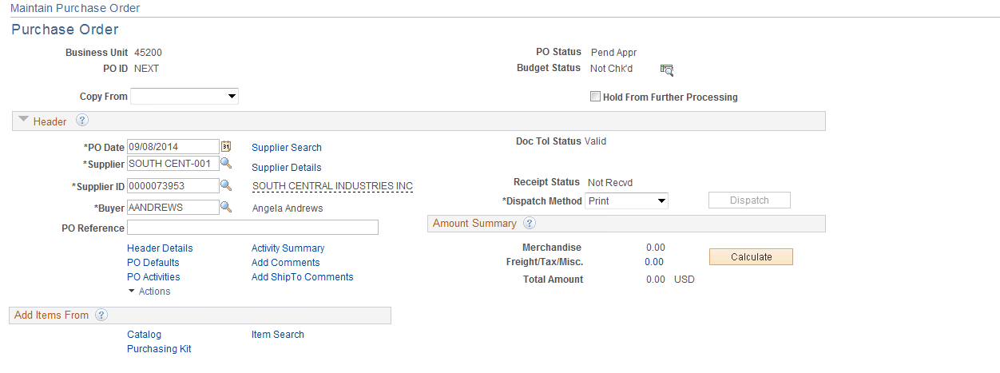 Maintain Purchase Order
Purchase Order
Business Unit 45200 PO Status Pend Appr
PO ID NEXT Budget Status Not Chk'd
Copy From Hold From Further Processing
Header ?
*PO Date 09/08/2014 31 Supplier Search Doc Tol Status Valid
*Supplier SOUTH CENT-001 Supplier Details
*Supplier ID 0000073953 SOUTH CENTRAL INDUSTRIES INC Receipt Status Not Recvd
*Buyer AANDREWS Angela Andrews *Dispatch Method Print Dispatch
PO Reference Amount Summary ?
Header Details Activity Summary Merchandise 0.00
PO Defaults Add Comments Freight/Tax/Misc. 0.00 Calculate
PO Activities Add ShipTo Comments Total Amount 0.00 USD
Actions
Add Items From ?
Catalog Item Search
Purchasing Kit